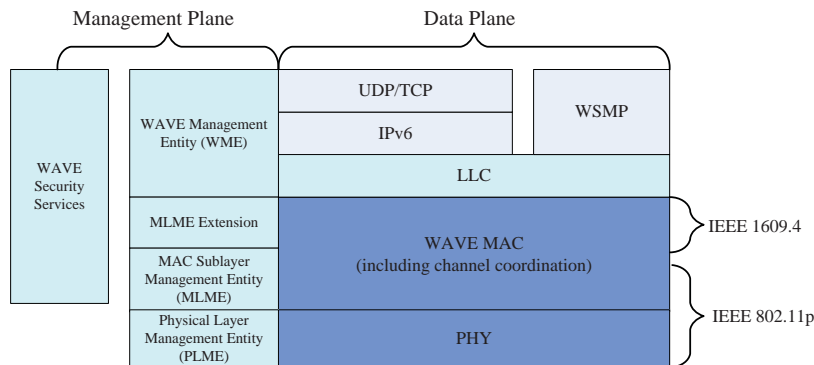 Management Plane
Data Plane
WAVE
Security
Services
WAVE Management
Entity (WME)
UDP/TCP
IPv6
WSMP
LLC
MLME Extension
MAC Sublayer
Management Entity
(MLME)
Physical Layer
Management Entity
(PLME)
WAVE MAC
(including channel coordination)
PHY
IEEE 1609.4
IEEE 802.11p